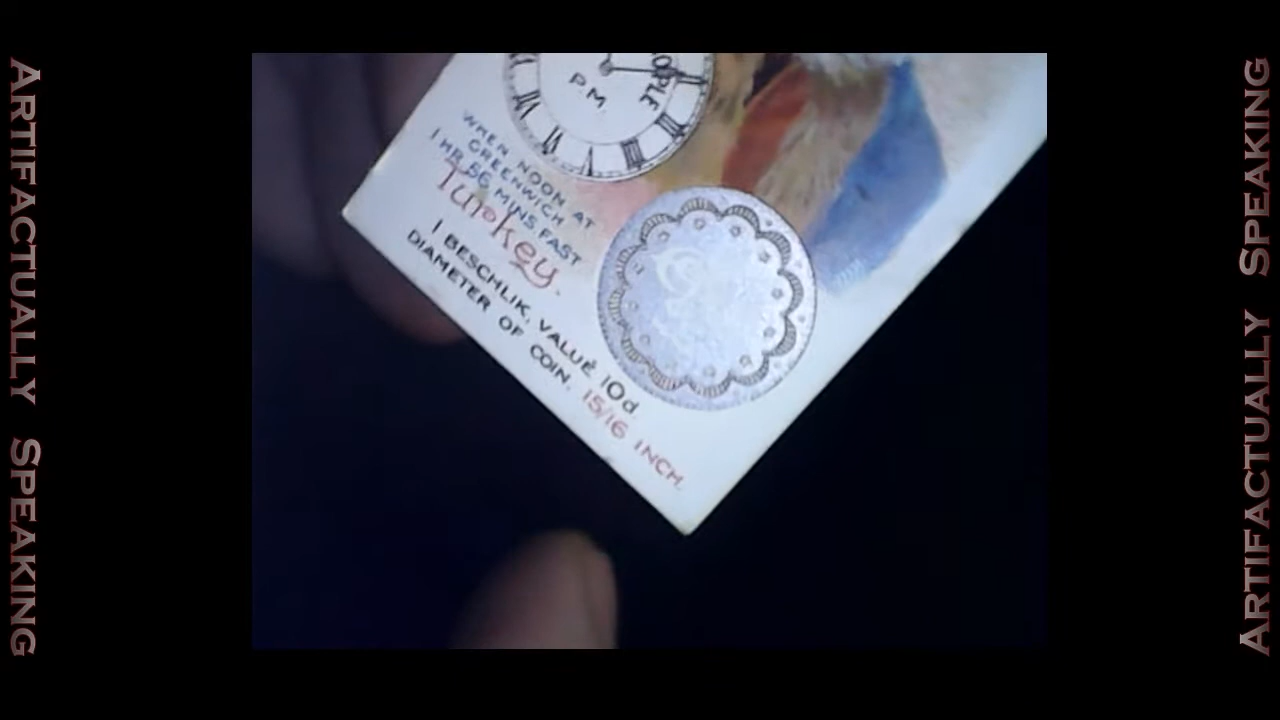 ARTIFACTUALLY SPEAKING
P.M.
OPLE
WHEN NOON AT
GREENWICH
1 HR. 56 MINS. FAST
Turkey.
1 BESCHLIK, VALUE 10d.
DIAMETER OF COIN. 15/16 INCH.
ARTIFACTUALLY SPEAKING